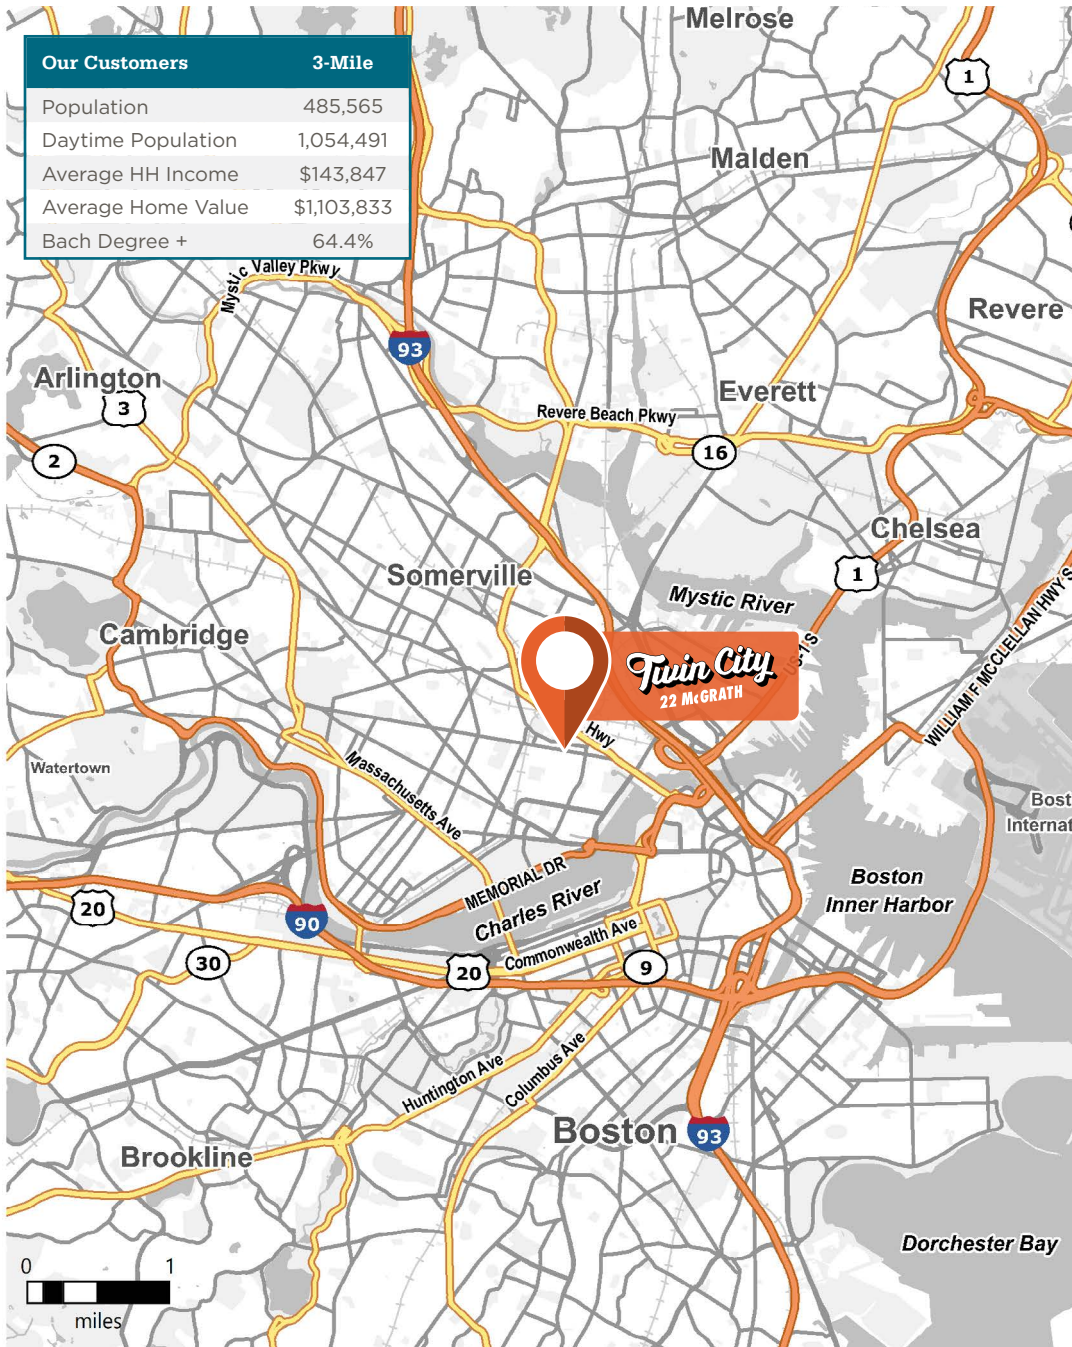 Melrose
Our Customers 3-Mile
Population 485,565
Daytime Population 1,054,491
Average HH Income $143,847
Average Home Value $1,103,833
Bach Degree + 64.4%
1
Malden
Mystic Valley Pkwy
Revere
93
Arlington
3
Everett
Revere Beach Pkwy
16
2
Chelsea
Somerville
1
Mystic River
Cambridge
US-1 S
WILLIAM F MCCLELLAN HWY S
Twin City
22 McGRATH
Hwy
Watertown
Massachusetts Ave
Bost
Internat
MEMORIAL DR
Charles River
Boston
Inner Harbor
20
90
Commonwealth Ave
30
20
9
Huntington Ave
Columbus Ave
Boston
93
Brookline
Dorchester Bay
0 1
miles